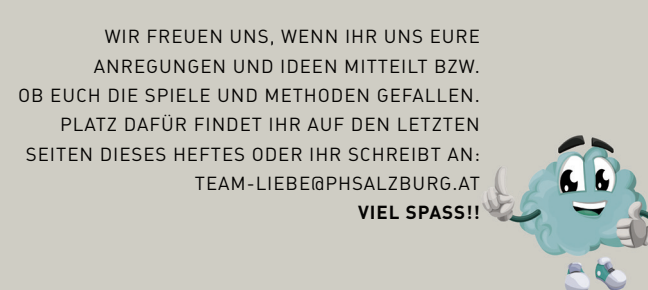 WIR FREUEN UNS, WENN IHR UNS EURE
ANREGUNGEN UND IDEEN MITTEILT BZW.
OB EUCH DIE SPIELE UND METHODEN GEFALLEN.
PLATZ DAFÜR FINDET IHR AUF DEN LETZTEN
SEITEN DIESES HEFTES ODER IHR SCHREIBT AN:
TEAM-LIEBE@PHSALZBURG.AT
VIEL SPASS!!